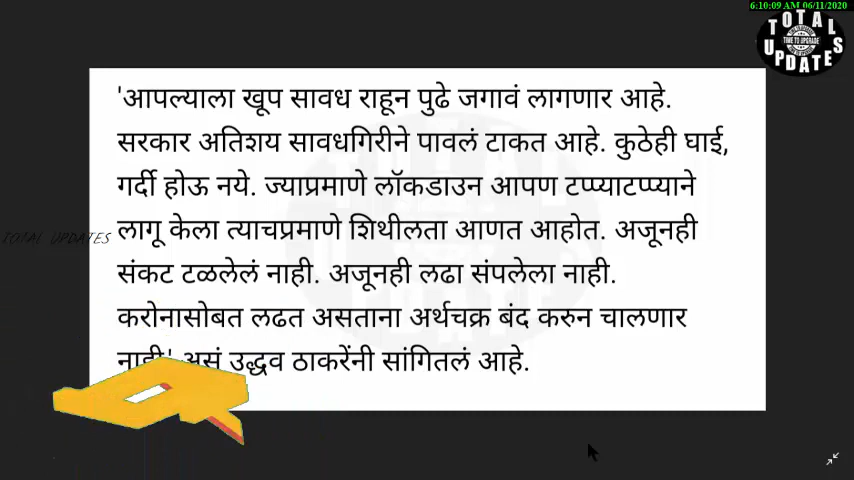 6:10:09 AM 06/11/2020
TOTAL
TIME TO UPGRADE
UPDATES
'आपल्याला खूप सावध राहून पुढे जगावं लागणार आहे.
सरकार अतिशय सावधगिरीने पावलं टाकत आहे. कुठेही घाई,
गर्दी होऊ नये. ज्याप्रमाणे लॉकडाउन आपण टप्प्याटप्प्याने
TOTAL UPDATES
लागू केला त्याचप्रमाणे शिथीलता आणत आहोत. अजूनही
संकट टळलेलं नाही. अजूनही लढा संपलेला नाही.
करोनासोबत लढत असताना अर्थचक्र बंद करुन चालणार
नाही' असं उद्धव ठाकरेंनी सांगितलं आहे.